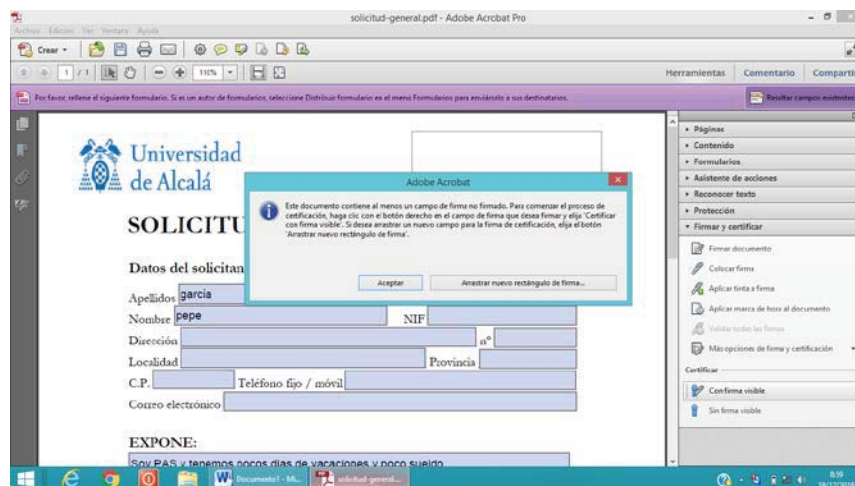 solicitud-general.pdf - Adobe Acrobat Pro
Archivo Edición Ver Ventana Ayuda
Crear
1 / 1
110%
Herramientas Comentario
Por favor, rellene el siguiente formulario. Si es un autor de formularios, seleccione Distribuir formulario en el menú Formularios para enviárselo a sus destinatarios.
Resaltar campos existentes
Universidad
de Alcalá
Adobe Acrobat
Este documento contiene al menos un campo de firma no firmado. Para comenzar el proceso de
certificación, haga clic con el botón derecho en el campo de firma que desea firmar y elija 'Certificar
con firma visible'. Si desea arrastrar un nuevo campo para la firma de certificación, elija el botón
'Arrastrar nuevo rectángulo de firma'.
Aceptar
Arrastrar nuevo rectángulo de firma...
SOLICITU
Datos del solicitan
Apellidos garcia
Nombre pepe NIF
Dirección nº
Localidad Provincia
C.P. Teléfono fijo / móvil
Correo electrónico
EXPONE:
Soy PAS y tenemos pocos dias de vacaciones y poco sueldo
Páginas
Contenido
Formularios
Asistente de acciones
Reconocer texto
Protección
Firmar y certificar
Firmar documento
Colocar firma
Aplicar tinta a firma
Aplicar marca de hora al documento
Validar todas las firmas
Más opciones de firma y certificación
Certificar
Con firma visible
Sin firma visible
Documento1 - Mi...
solicitud-general....
8:59